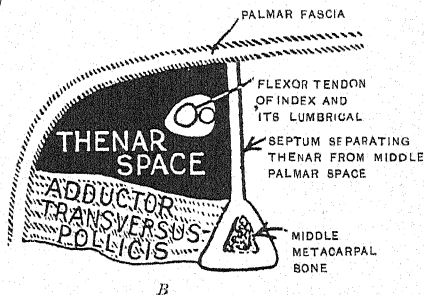 PALMAR FASCIA
FLEXOR TENDON
OF INDEX AND
ITS LUMBRICAL
THENAR
SPACE
SEPTUM SEPARATING
THENAR FROM MIDDLE
PALMAR SPACE
ADDUCTOR
TRANSVERSUS-
POLLICIS
MIDDLE
METACARPAL
BONE
B